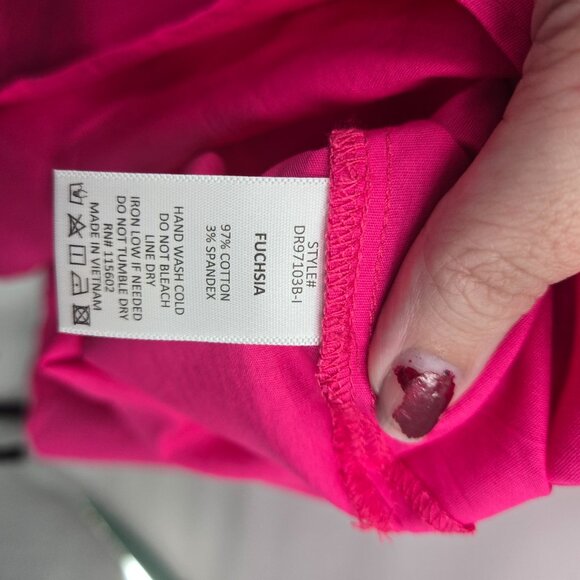 STYLE#
DR97103B-I
FUCHSIA
97% COTTON
3% SPANDEX
HAND WASH COLD
DO NOT BLEACH
LINE DRY
IRON LOW IF NEEDED
DO NOT TUMBLE DRY
MADE IN VIETNAM
RN# 115602